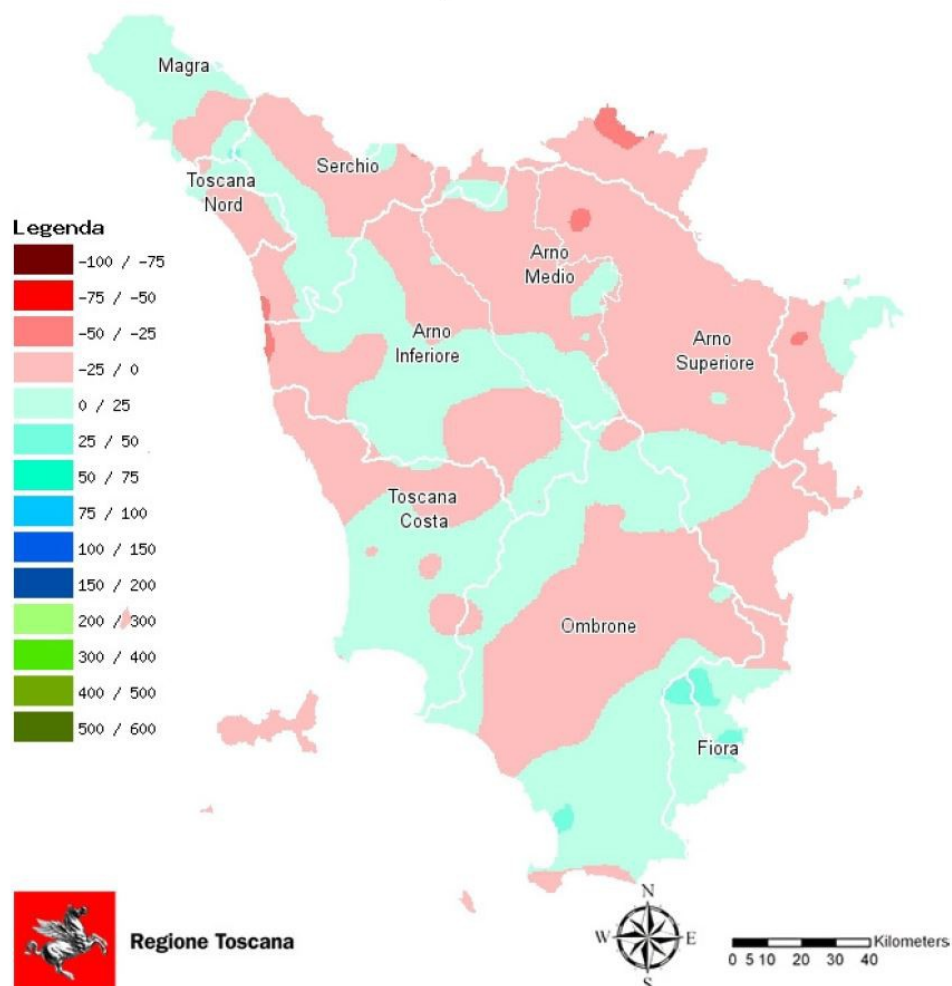 Magra
Serchio
Toscana
Nord
Legenda
-100 / -75
-75 / -50
-50 / -25
-25 / 0
0 / 25
25 / 50
50 / 75
75 / 100
100 / 150
150 / 200
200 / 300
300 / 400
400 / 500
500 / 600
Arno
Medio
Arno
Inferiore
Arno
Superiore
Toscana
Costa
Ombrone
Fiora
Regione Toscana
N
W E
S
Kilometers
0 5 10 20 30 40